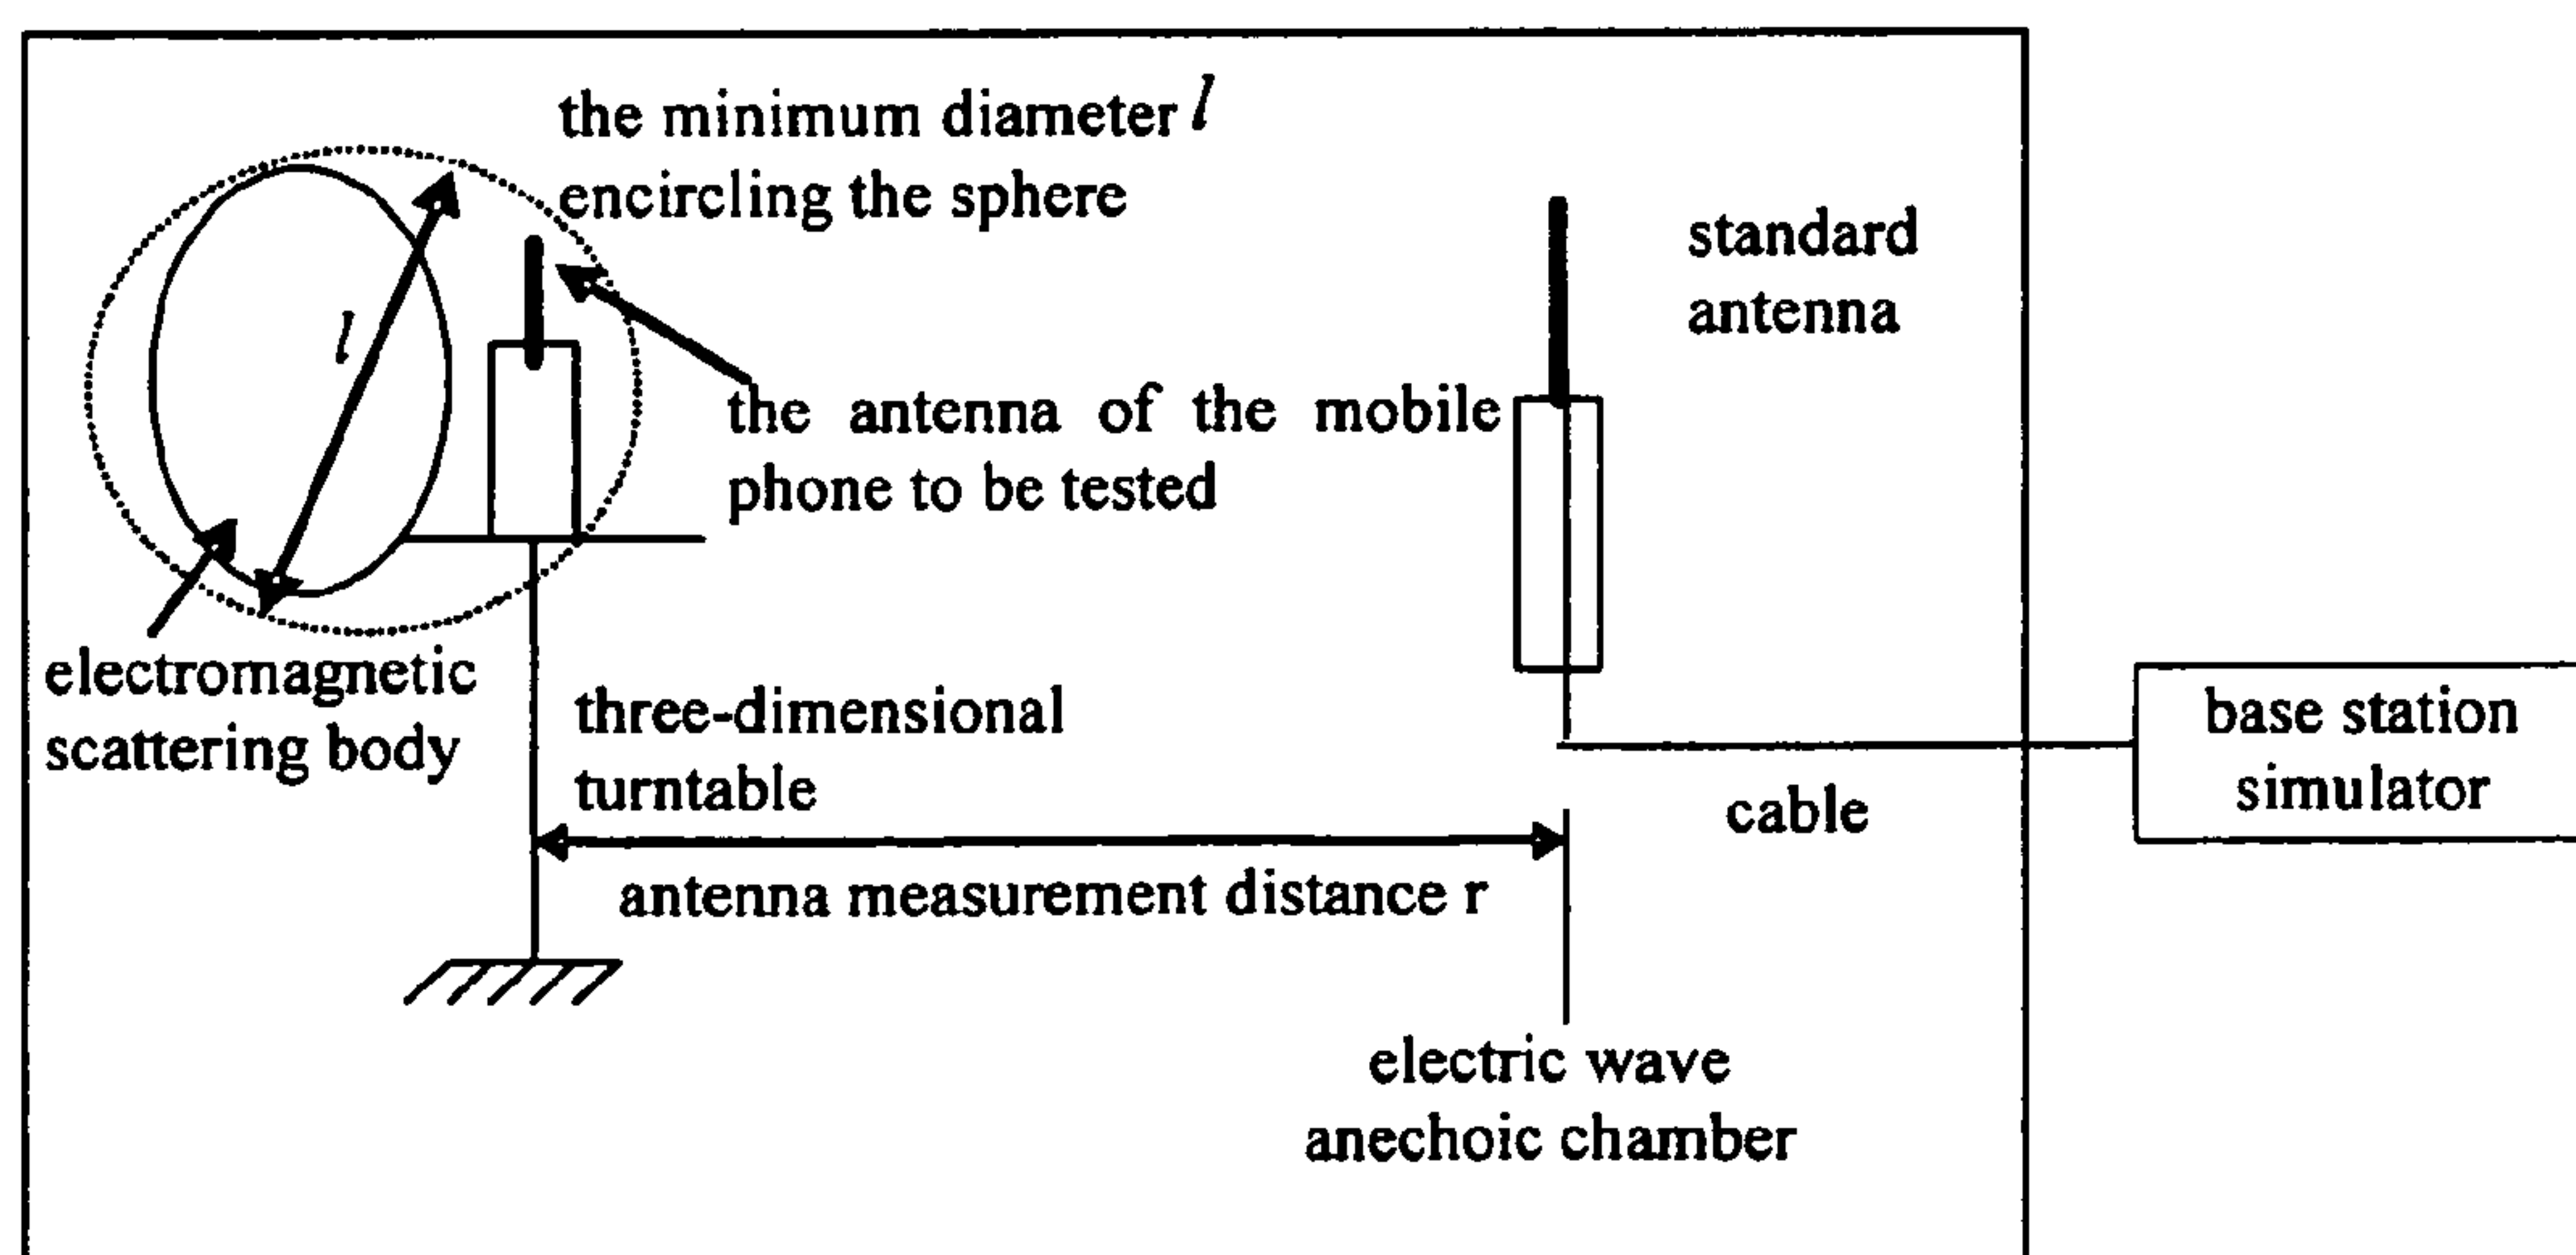 the minimum diameter l
encircling the sphere
standard
antenna
l
the antenna of the mobile
phone to be tested
electromagnetic
scattering body
three-dimensional
turntable
base station
simulator
cable
antenna measurement distance r
electric wave
anechoic chamber